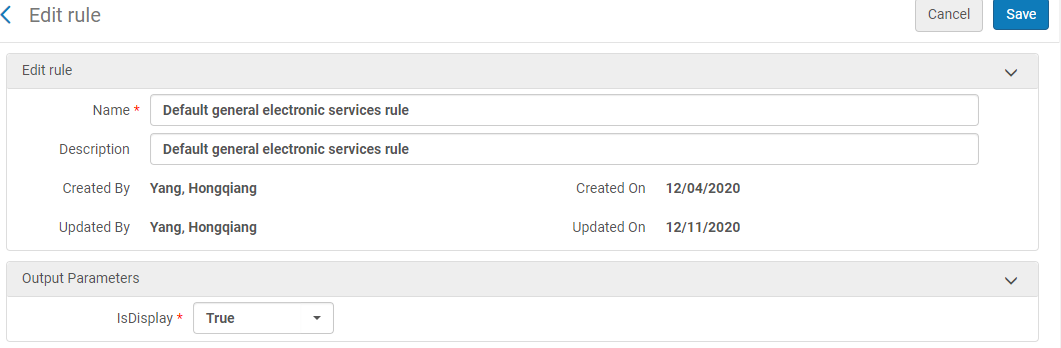 Edit rule
Cancel
Save
Edit rule
Name * Default general electronic services rule
Description Default general electronic services rule
Created By Yang, Hongqiang Created On 12/04/2020
Updated By Yang, Hongqiang Updated On 12/11/2020
Output Parameters
IsDisplay * True